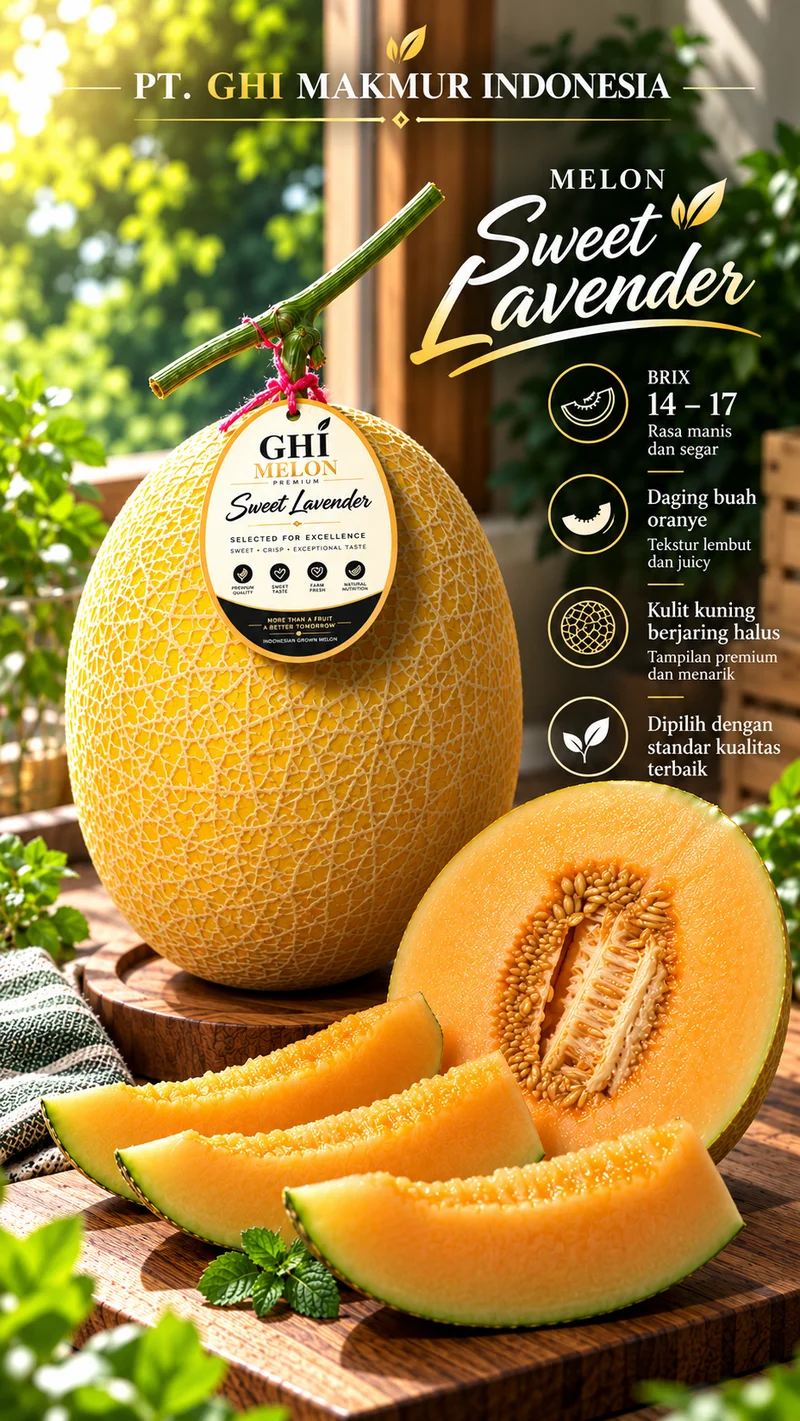 PT. GHI MAKMUR INDONESIA
MELON
Sweet
Lavender
BRIX
14 – 17
Rasa manis
dan segar
Daging buah
oranye
Tekstur lembut
dan juicy
Kulit kuning
berjaring halus
Tampilan premium
dan menarik
Dipilih dengan
standar kualitas
terbaik
GHI
MELON
PREMIUM
Sweet Lavender
SELECTED FOR EXCELLENCE
SWEET • CRISP • EXCEPTIONAL TASTE
PREMIUM QUALITY
SWEET TASTE
FARM FRESH
NATURAL NUTRITION
MORE THAN A FRUIT
A BETTER TOMORROW
INDONESIAN GROWN MELON